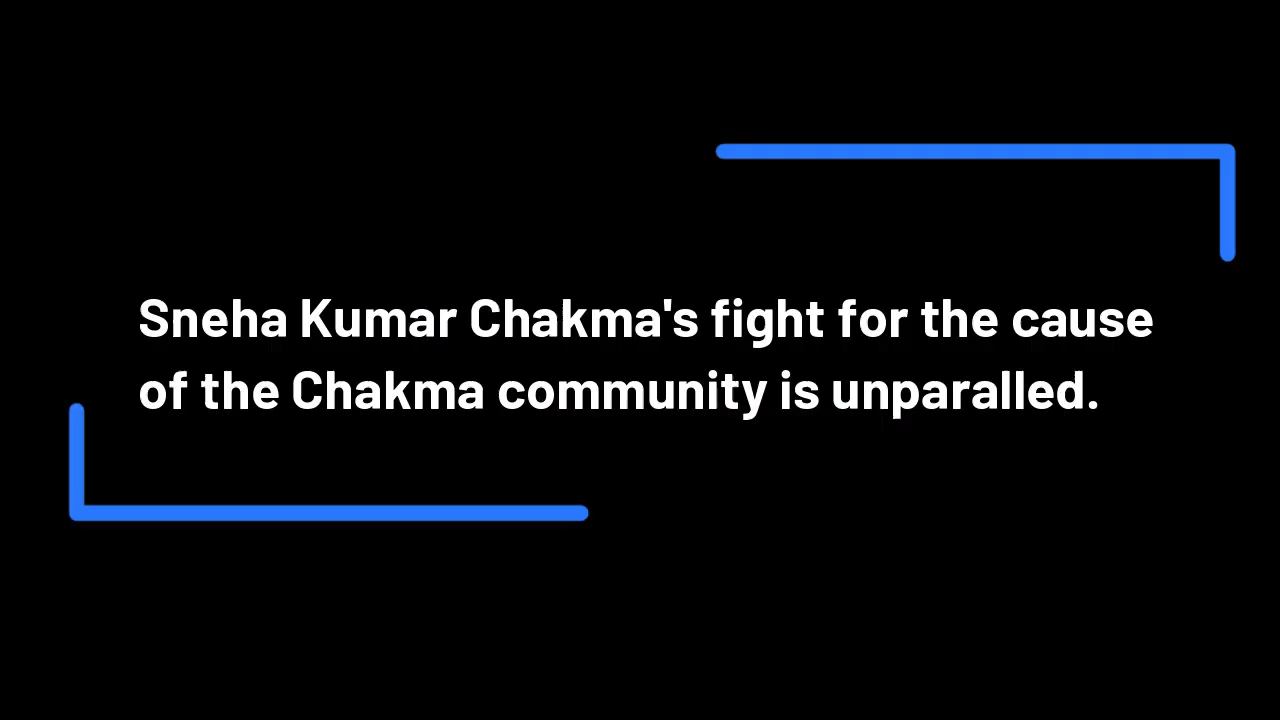 Sneha Kumar Chakma's fight for the cause
of the Chakma community is unparalled.